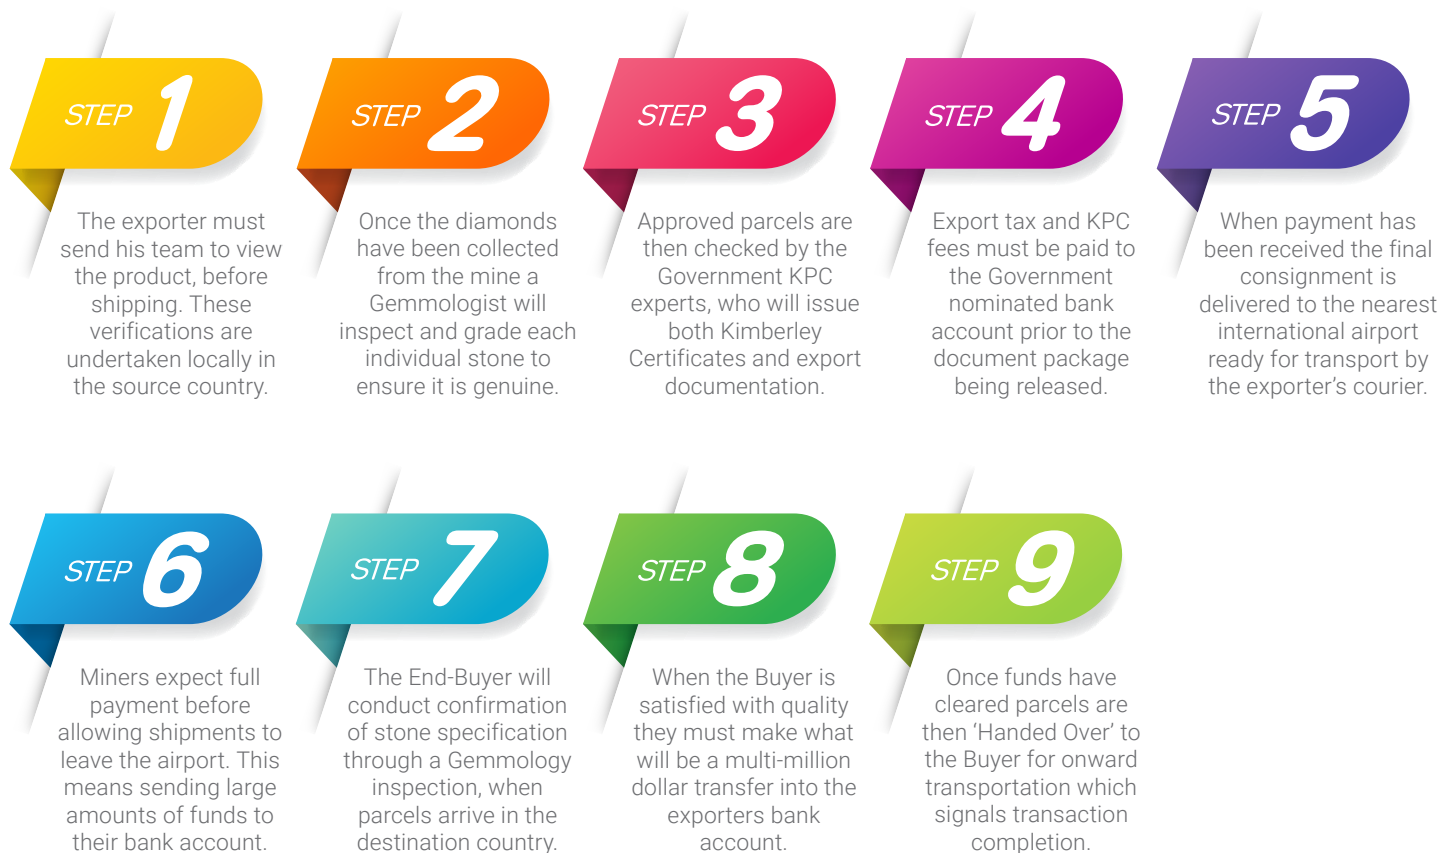 STEP 1
The exporter must
send his team to view
the product, before
shipping. These
verifications are
undertaken locally in
the source country.
STEP 2
Once the diamonds
have been collected
from the mine a
Gemmologist will
inspect and grade each
individual stone to
ensure it is genuine.
STEP 3
Approved parcels are
then checked by the
Government KPC
experts, who will issue
both Kimberley
Certificates and export
documentation.
STEP 4
Export tax and KPC
fees must be paid to
the Government
nominated bank
account prior to the
document package
being released.
STEP 5
When payment has
been received the final
consignment is
delivered to the nearest
international airport
ready for transport by
the exporter’s courier.
STEP 6
Miners expect full
payment before
allowing shipments to
leave the airport. This
means sending large
amounts of funds to
their bank account.
STEP 7
The End-Buyer will
conduct confirmation
of stone specification
through a Gemmology
inspection, when
parcels arrive in the
destination country.
STEP 8
When the Buyer is
satisfied with quality
they must make what
will be a multi-million
dollar transfer into the
exporters bank
account.
STEP 9
Once funds have
cleared parcels are
then ‘Handed Over’ to
the Buyer for onward
transportation which
signals transaction
completion.